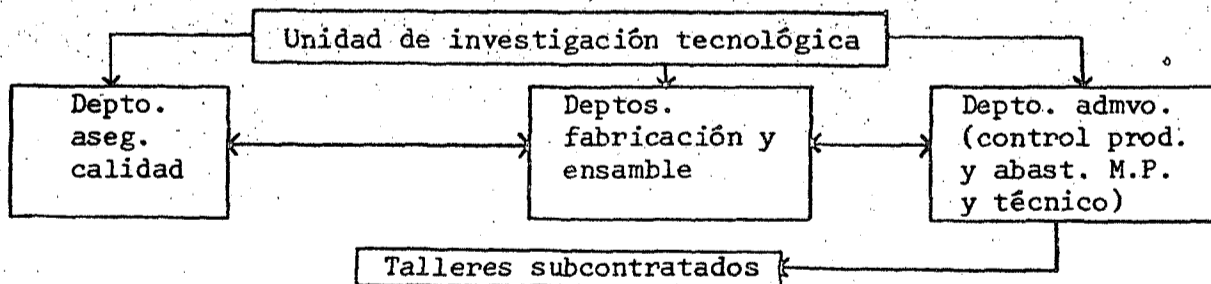 Unidad de investigación tecnológica
Depto.
aseg.
calidad
Deptos.
fabricación y
ensamble
Depto. admvo.
(control prod.
y abast. M.P.
y técnico)
Talleres subcontratados